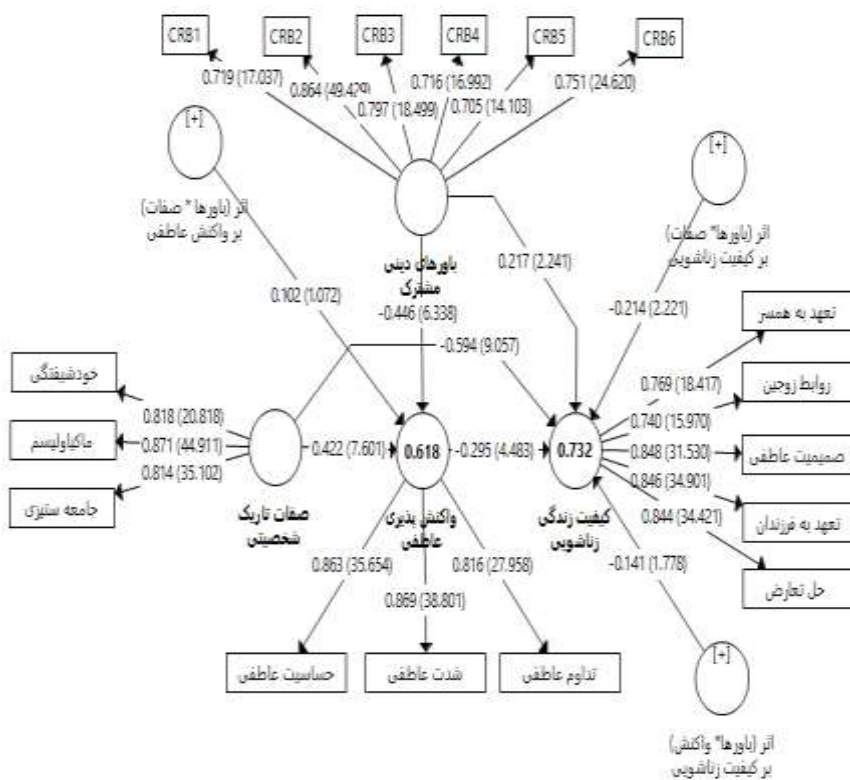 CRB1 CRB2 CRB3 CRB4 CRB5 CRB6
0.719 (17.037)
0.864 (49.429)
0.797 (18.499)
0.716 (16.992)
0.705 (14.103)
0.751 (24.620)
[+]
اثر (باورها * صفات)
بر واکنش عاطفی
[+]
اثر (باورها* صفات)
بر کیفیت زناشویی
باورهای دینی
مشترک
0.217 (2.241)
0.102 (1.072)
-0.446 (6.338)
-0.214 (2.221)
-0.594 (9.057)
تعهد به همسر
روابط زوجین
صمیمیت عاطفی
تعهد به فرزندان
حل تعارض
0.769 (18.417)
0.740 (15.970)
0.848 (31.530)
0.846 (34.901)
0.844 (34.421)
خودشیفتگی
ماکیاولیسم
جامعه ستیزی
0.818 (20.818)
0.871 (44.911)
0.814 (35.102)
0.422 (7.601)
0.618
-0.295 (4.483)
0.732
صفات تاریک
شخصیتی
واکنش پذیری
عاطفی
کیفیت زندگی
زناشویی
0.863 (35.654)
0.869 (38.801)
0.816 (27.958)
-0.141 (1.778)
حساسیت عاطفی
شدت عاطفی
تداوم عاطفی
[+]
اثر (باورها* واکنش)
بر کیفیت زناشویی